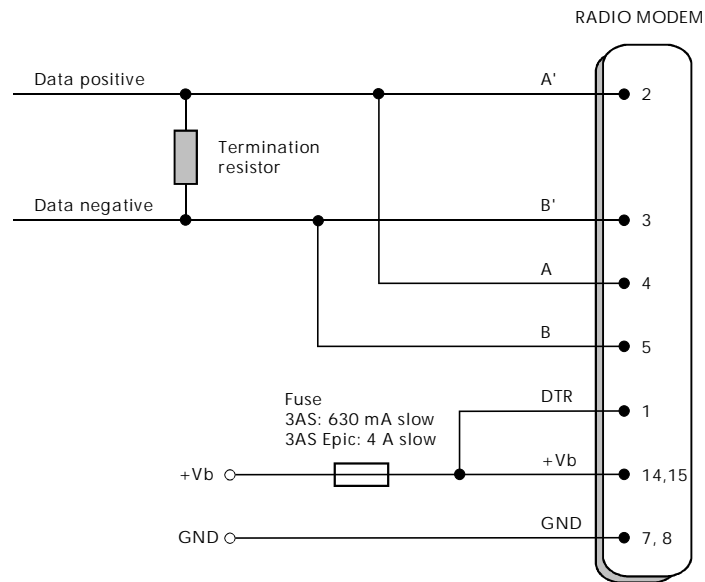 RADIO MODEM
Data positive
A'
2
Termination
resistor
Data negative
B'
3
A
4
B
5
Fuse
3AS: 630 mA slow
3AS Epic: 4 A slow
DTR
1
+Vb
+Vb
14,15
GND
GND
7, 8